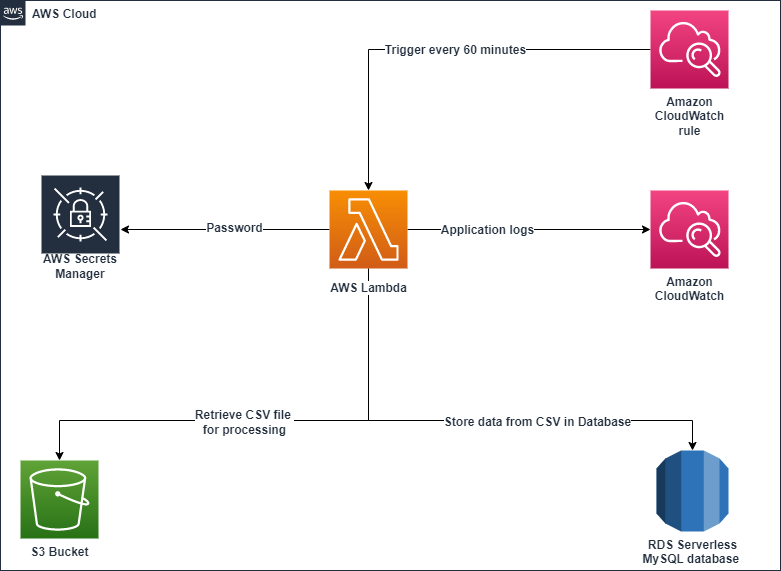 aws
AWS Cloud
Trigger every 60 minutes
Amazon
CloudWatch
rule
Password
Application logs
AWS Secrets
Manager
AWS Lambda
Amazon
CloudWatch
Retrieve CSV file
for processing
Store data from CSV in Database
S3 Bucket
RDS Serverless
MySQL database